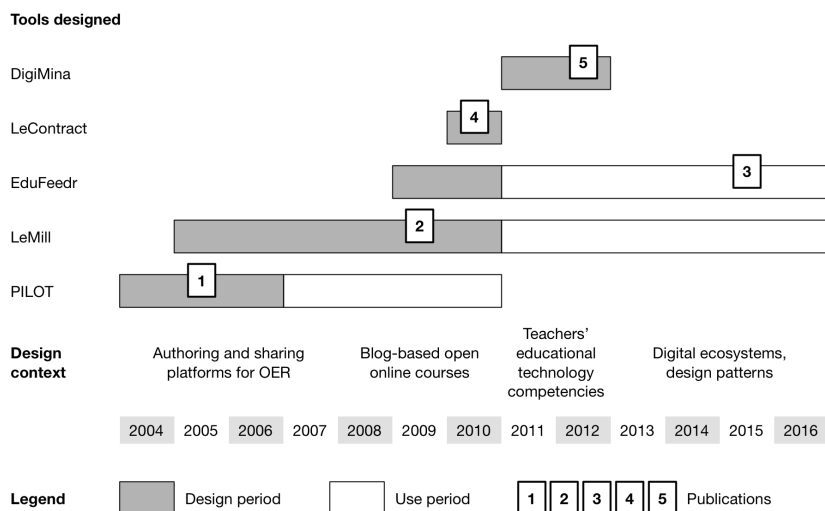 Tools designed
DigiMina
5
LeContract
4
EduFeedr
3
LeMill
2
PILOT
1
Design
context
Authoring and sharing
platforms for OER
Blog-based open
online courses
Teachers’
educational
technology
competencies
Digital ecosystems,
design patterns
2004 2005 2006 2007 2008 2009 2010 2011 2012 2013 2014 2015 2016
Legend
Design period
Use period
1 2 3 4 5 Publications